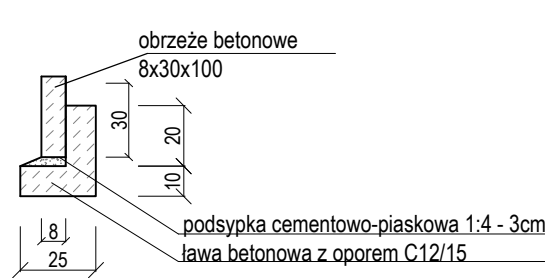 obrzeże betonowe
8x30x100
30
20
10
podsypka cementowo-piaskowa 1:4 - 3cm
8
ława betonowa z oporem C12/15
25